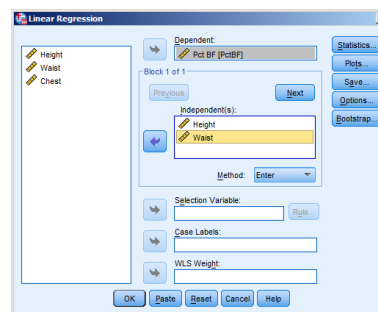 Linear Regression
Height
Waist
Chest
Dependent:
Pct BF [PctBF]
Block 1 of 1
Previous
Next
Independent(s):
Height
Waist
Method:
Enter
Selection Variable:
Rule...
Case Labels:
WLS Weight:
Statistics...
Plots...
Save...
Options...
Bootstrap...
OK
Paste
Reset
Cancel
Help